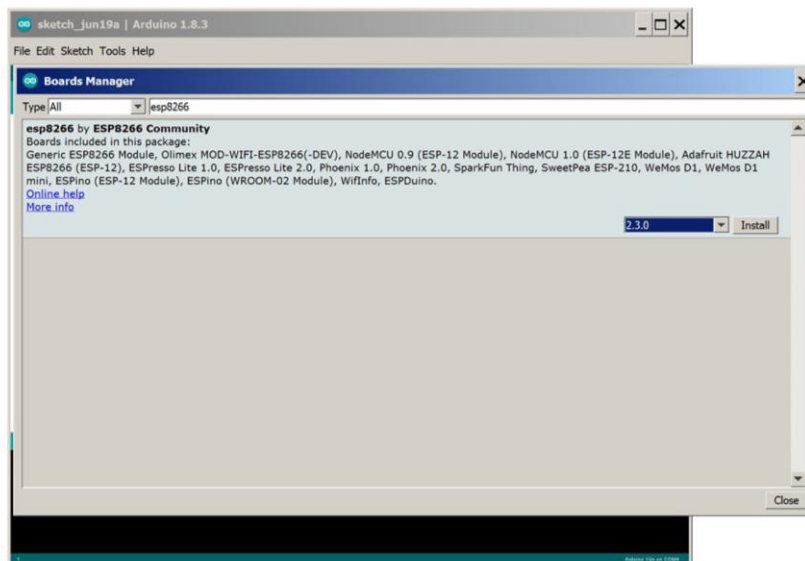 sketch_jun19a | Arduino 1.8.3
File Edit Sketch Tools Help
Boards Manager
Type All esp8266
esp8266 by ESP8266 Community
Boards included in this package:
Generic ESP8266 Module, Olimex MOD-WIFI-ESP8266(-DEV), NodeMCU 0.9 (ESP-12 Module), NodeMCU 1.0 (ESP-12E Module), Adafruit HUZZAH
ESP8266 (ESP-12), ESPresso Lite 1.0, ESPresso Lite 2.0, Phoenix 1.0, Phoenix 2.0, SparkFun Thing, SweetPea ESP-210, WeMos D1, WeMos D1
mini, ESPino (ESP-12 Module), ESPino (WROOM-02 Module), WifInfo, ESPDuino.
Online help
More info
2.3.0 Install
Close